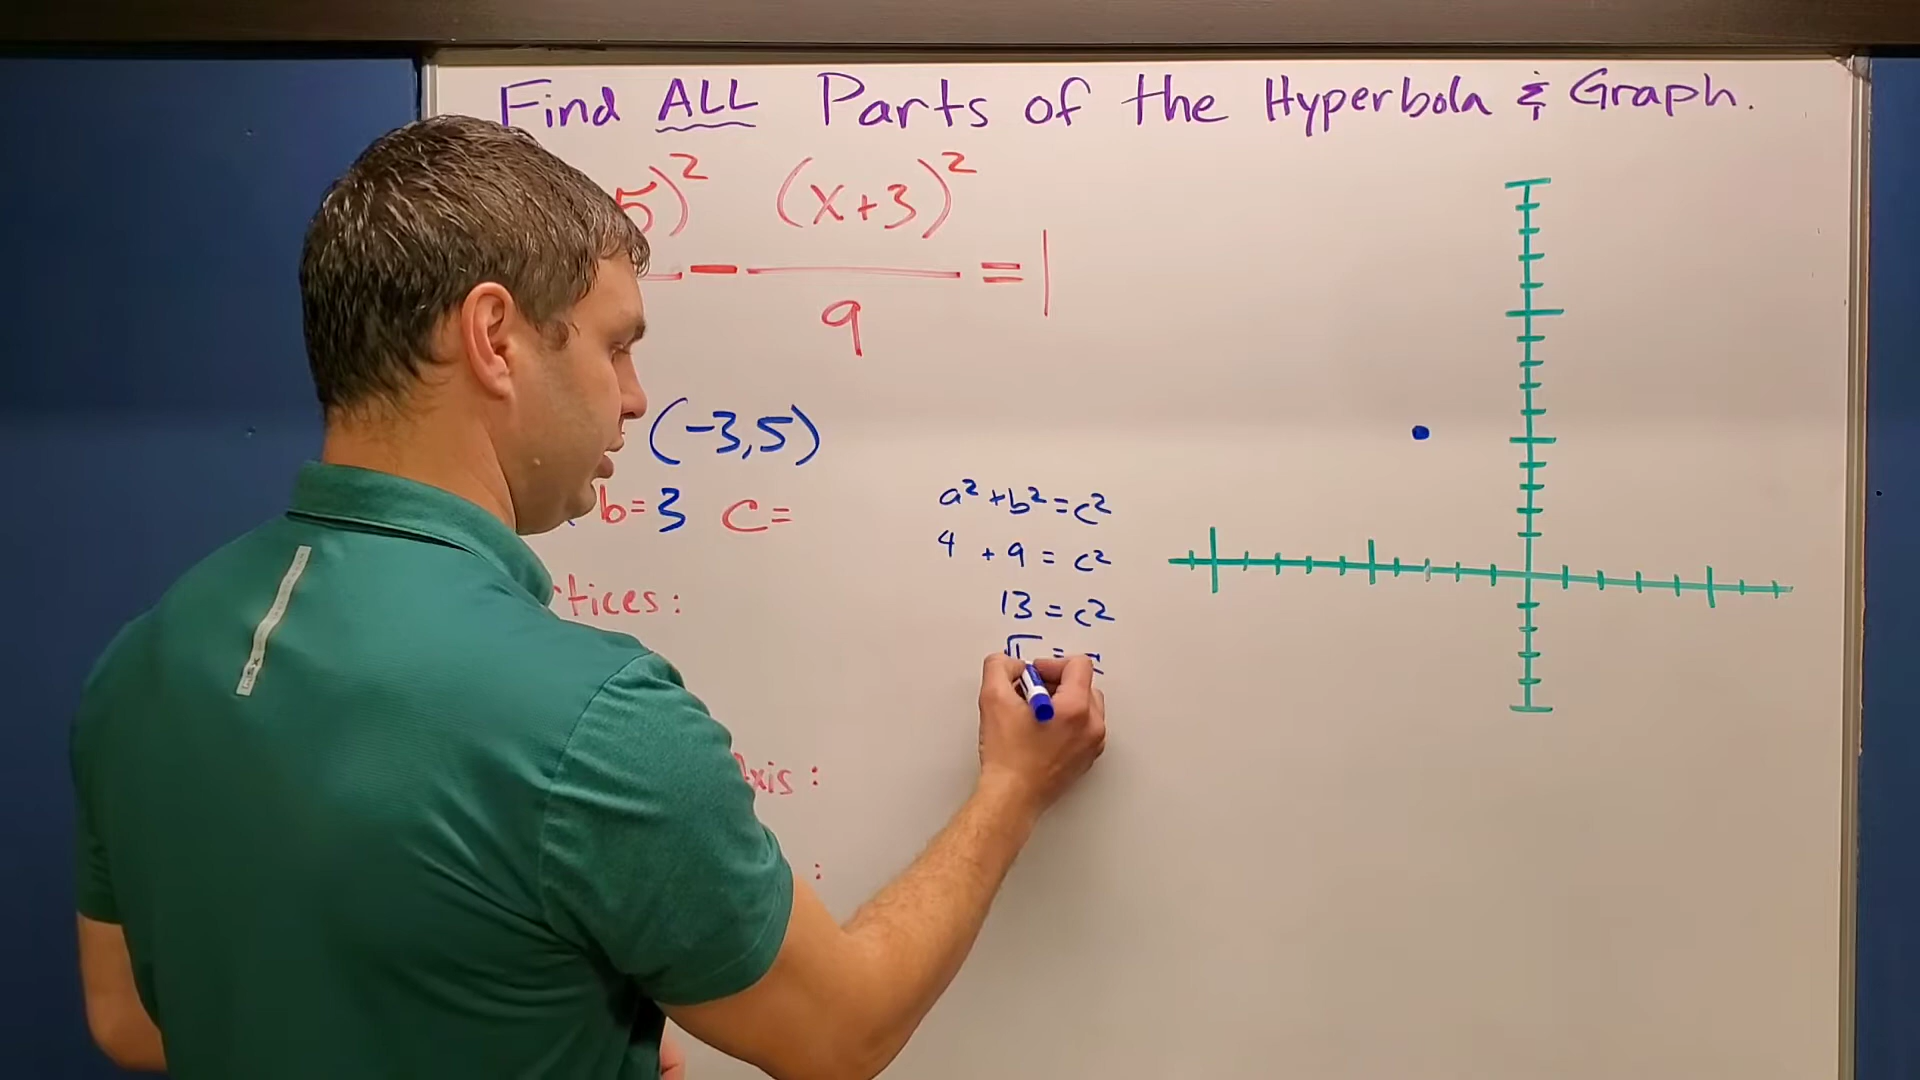 Find ALL Parts of the Hyperbola & Graph.
5)² (x+3)²
- = 1
9
(-3,5)
b=3 c=
a²+b²=c²
4 + 9 = c²
13 = c²
tices:
Axis:
: